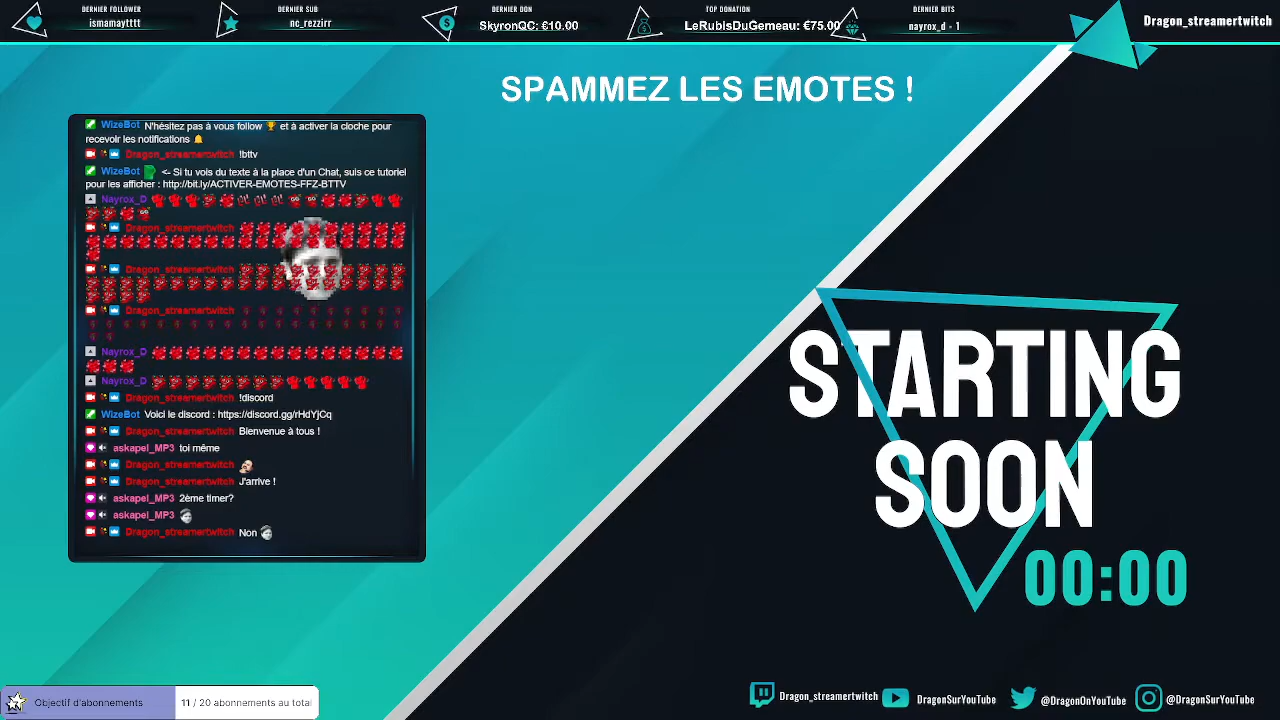 DERNIER FOLLOWER
ismamaytttt
DERNIER SUB
nc_rezzirr
DERNIER DON
SkyronQC: €10.00
TOP DONATION
LeRubisDuGemeau: €75.00
DERNIER BITS
nayrox_d - 1
Dragon_streamertwitch
SPAMMEZ LES EMOTES !
WizeBot N'hésitez pas à vous follow 🏆 et à activer la cloche pour
recevoir les notifications 🔔
Dragon_streamertwitch !bttv
WizeBot <- Si tu vois du texte à la place d'un Chat, suis ce tutoriel
pour les afficher : http://bit.ly/ACTIVER-EMOTES-FFZ-BTTV
Nayrox_D
Dragon_streamertwitch
Dragon_streamertwitch
Dragon_streamertwitch
Nayrox_D
Nayrox_D
Dragon_streamertwitch !discord
WizeBot Voici le discord : https://discord.gg/rHdYjCq
Dragon_streamertwitch Bienvenue à tous !
askapel_MP3 toi même
Dragon_streamertwitch
Dragon_streamertwitch J'arrive !
askapel_MP3 2ème timer?
askapel_MP3
Dragon_streamertwitch Non
STARTING
SOON
00:00
Objectif d'abonnements
11 / 20 abonnements au total
Dragon_streamertwitch
DragonSurYouTube
@DragonOnYouTube
@DragonSurYouTube